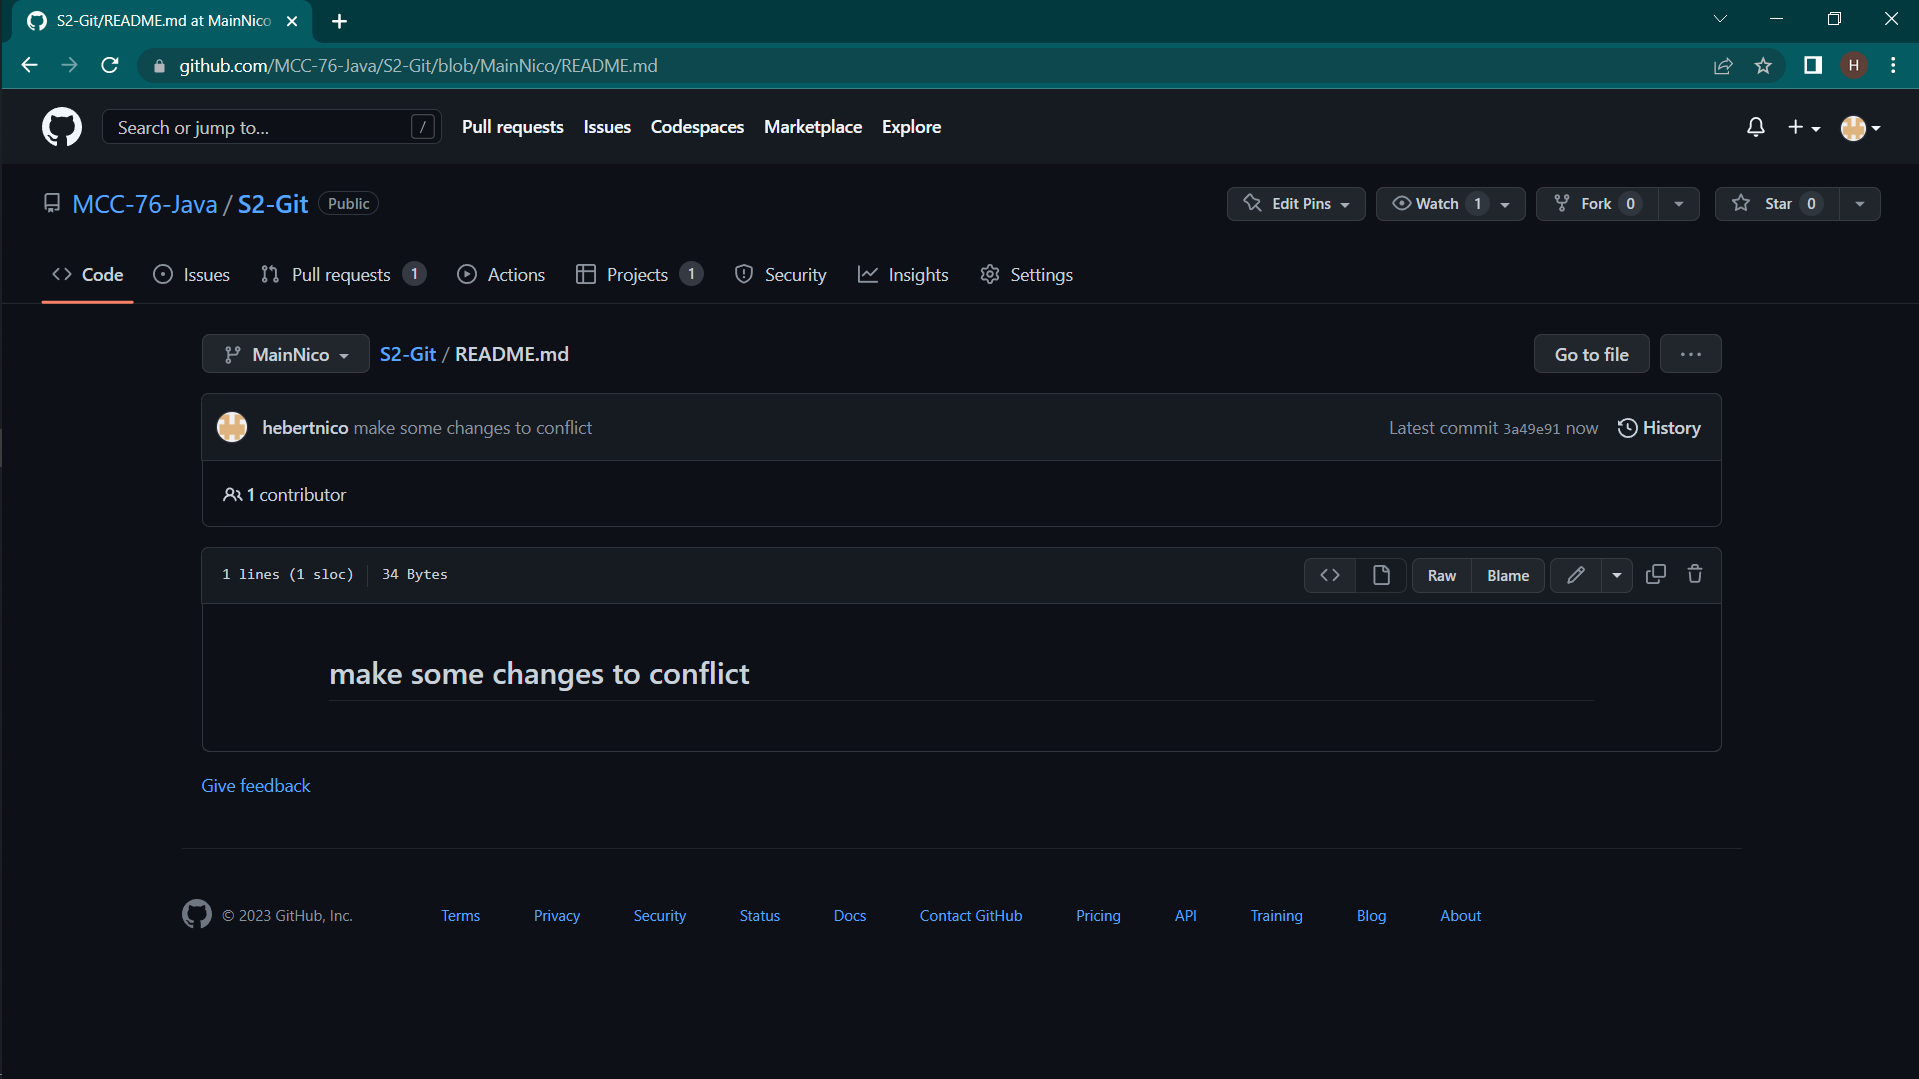 S2-Git/README.md at MainNico
github.com/MCC-76-Java/S2-Git/blob/MainNico/README.md
H
Search or jump to... /
Pull requests Issues Codespaces Marketplace Explore
MCC-76-Java / S2-Git Public
Edit Pins Watch 1 Fork 0 Star 0
Code Issues Pull requests 1 Actions Projects 1 Security Insights Settings
MainNico S2-Git / README.md Go to file
hebertnico make some changes to conflict Latest commit 3a49e91 now History
1 contributor
1 lines (1 sloc) 34 Bytes Raw Blame
make some changes to conflict
Give feedback
© 2023 GitHub, Inc. Terms Privacy Security Status Docs Contact GitHub Pricing API Training Blog About